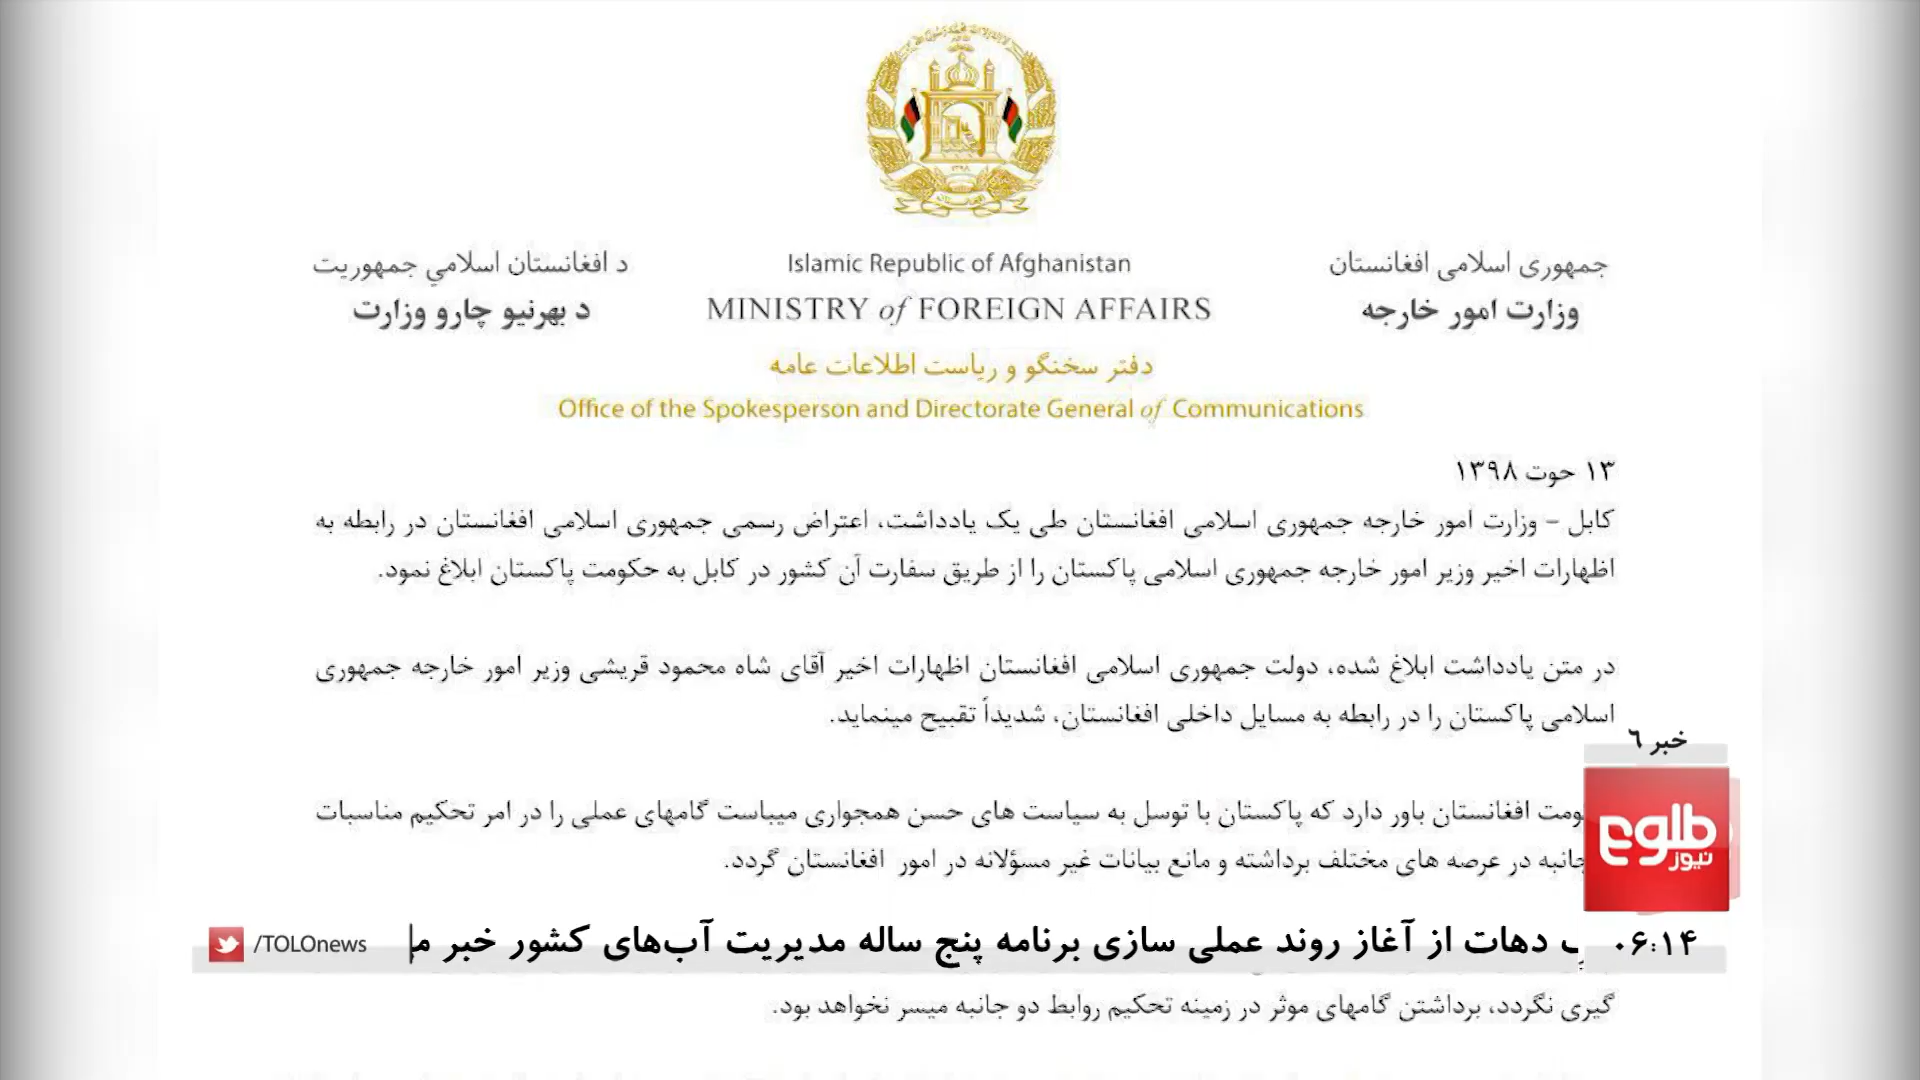 جمهوری اسلامی افغانستان
وزارت امور خارجه
Islamic Republic of Afghanistan
MINISTRY of FOREIGN AFFAIRS
د افغانستان اسلامي جمهوریت
د بهرنیو چارو وزارت
دفتر سخنگو و ریاست اطلاعات عامه
Office of the Spokesperson and Directorate General of Communications
۱۳ حوت ۱۳۹۸
کابل – وزارت امور خارجه جمهوری اسلامی افغانستان طی یک یادداشت، اعتراض رسمی جمهوری اسلامی افغانستان در رابطه به
اظهارات اخیر وزیر امور خارجه جمهوری اسلامی پاکستان را از طریق سفارت آن کشور در کابل به حکومت پاکستان ابلاغ نمود.
در متن یادداشت ابلاغ شده، دولت جمهوری اسلامی افغانستان اظهارات اخیر آقای شاه محمود قریشی وزیر امور خارجه جمهوری
اسلامی پاکستان را در رابطه به مسایل داخلی افغانستان، شدیداً تقبیح مینماید.
خبر ٦
افغانستان باور دارد که پاکستان با توسل به سیاست های حسن همجواری میباست گامهای عملی را در امر تحکیم مناسبات
جانبه در عرصه های مختلف برداشته و مانع بیانات غیر مسؤلانه در امور افغانستان گردد.
طلوع
نیوز
دهات از آغاز روند عملی سازی برنامه پنج ساله مدیریت آب‌های کشور خبر
۰۶:۱۴
/TOLOnews
گیری نگردد، برداشتن گامهای موثر در زمینه تحکیم روابط دو جانبه میسر نخواهد بود.